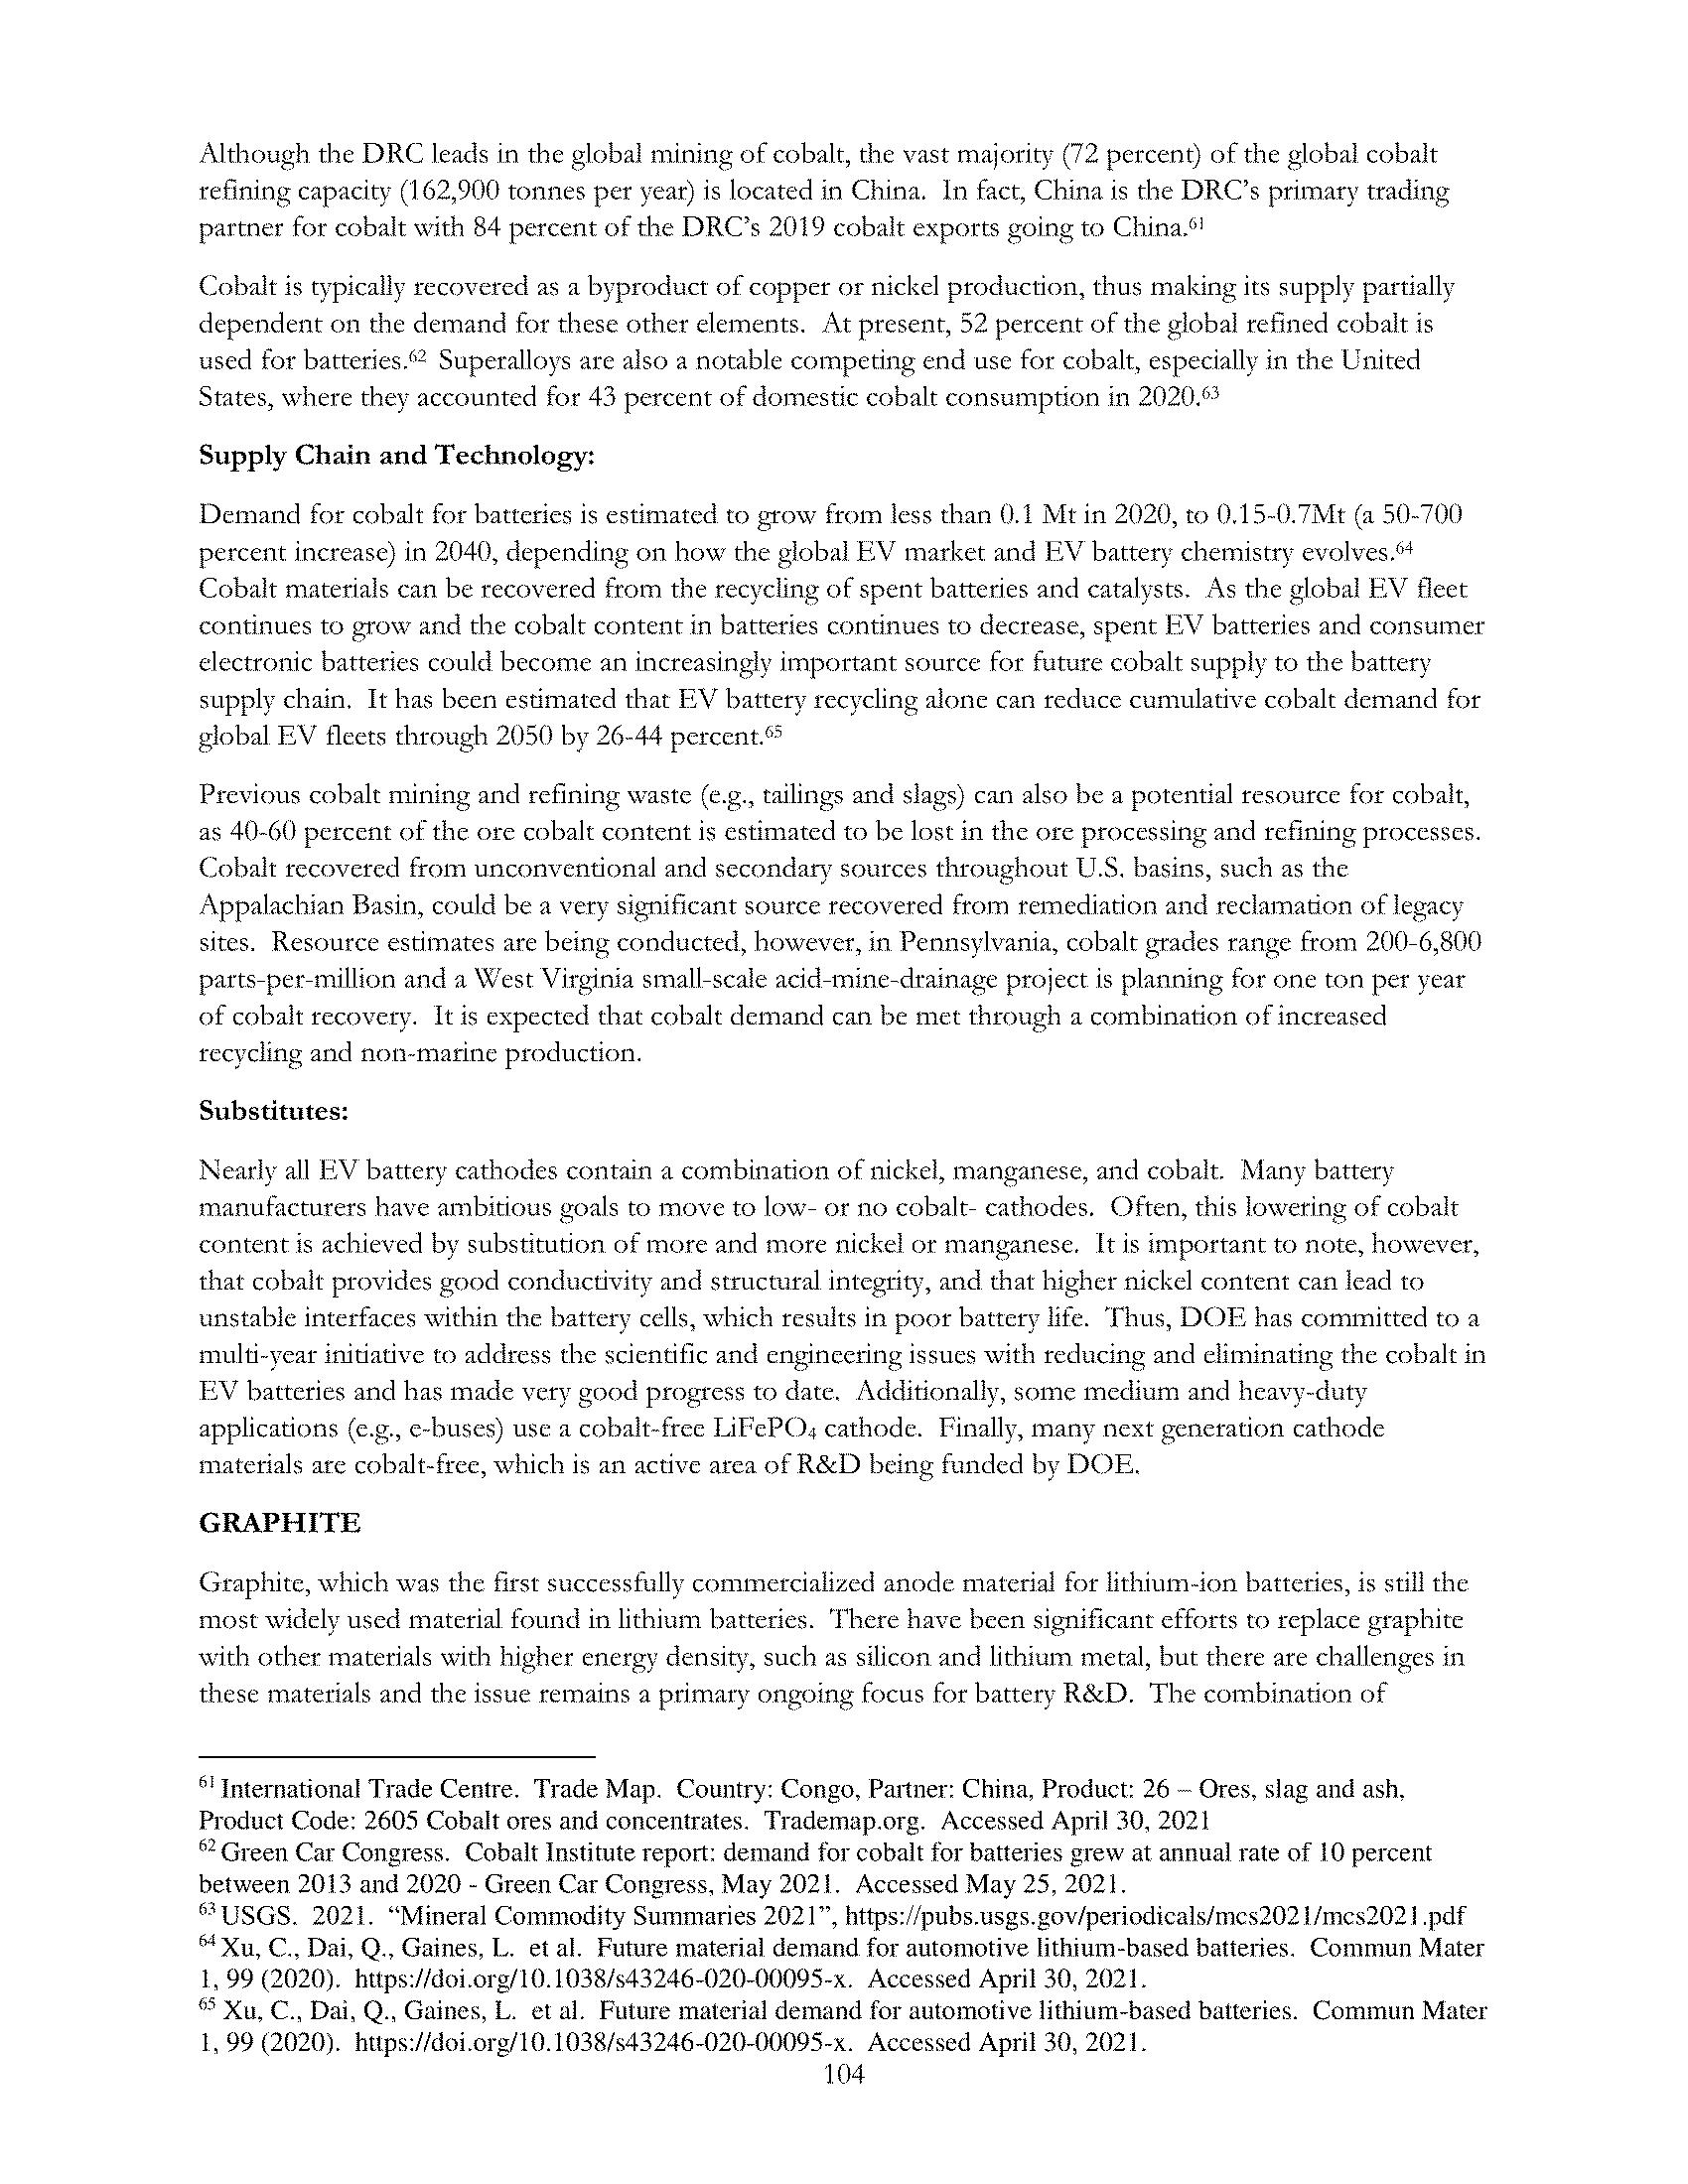 Although the DRC leads in the global mining of cobalt, the vast majority (72 percent) of the global cobalt
refining capacity (162,900 tonnes per year) is located in China.  In fact, China is the DRC's primary trading
partner for cobalt with 84 percent of the DRC's 2019 cobalt exports going to China.61
Cobalt is typically recovered as a byproduct of copper or nickel production, thus making its supply partially
dependent on the demand for these other elements.  At present, 52 percent of the global refined cobalt is
used for batteries.62  Superalloys are also a notable competing end use for cobalt, especially in the United
States, where they accounted for 43 percent of domestic cobalt consumption in 2020.63
Supply Chain and Technology:
Demand for cobalt for batteries is estimated to grow from less than 0.1 Mt in 2020, to 0.15-0.7Mt (a 50-700
percent increase) in 2040, depending on how the global EV market and EV battery chemistry evolves.64
Cobalt materials can be recovered from the recycling of spent batteries and catalysts.  As the global EV fleet
continues to grow and the cobalt content in batteries continues to decrease, spent EV batteries and consumer
electronic batteries could become an increasingly important source for future cobalt supply to the battery
supply chain.  It has been estimated that EV battery recycling alone can reduce cumulative cobalt demand for
global EV fleets through 2050 by 26-44 percent.65
Previous cobalt mining and refining waste (e.g., tailings and slags) can also be a potential resource for cobalt,
as 40-60 percent of the ore cobalt content is estimated to be lost in the ore processing and refining processes.
Cobalt recovered from unconventional and secondary sources throughout U.S. basins, such as the
Appalachian Basin, could be a very significant source recovered from remediation and reclamation of legacy
sites.  Resource estimates are being conducted, however, in Pennsylvania, cobalt grades range from 200-6,800
parts-per-million and a West Virginia small-scale acid-mine-drainage project is planning for one ton per year
of cobalt recovery.  It is expected that cobalt demand can be met through a combination of increased
recycling and non-marine production.
Substitutes:
Nearly all EV battery cathodes contain a combination of nickel, manganese, and cobalt.  Many battery
manufacturers have ambitious goals to move to low- or no cobalt- cathodes.  Often, this lowering of cobalt
content is achieved by substitution of more and more nickel or manganese.  It is important to note, however,
that cobalt provides good conductivity and structural integrity, and that higher nickel content can lead to
unstable interfaces within the battery cells, which results in poor battery life.  Thus, DOE has committed to a
multi-year initiative to address the scientific and engineering issues with reducing and eliminating the cobalt in
EV batteries and has made very good progress to date.  Additionally, some medium and heavy-duty
applications (e.g., e-buses) use a cobalt-free LiFePO4 cathode.  Finally, many next generation cathode
materials are cobalt-free, which is an active area of R&D being funded by DOE.
GRAPHITE
Graphite, which was the first successfully commercialized anode material for lithium-ion batteries, is still the
most widely used material found in lithium batteries.  There have been significant efforts to replace graphite
with other materials with higher energy density, such as silicon and lithium metal, but there are challenges in
these materials and the issue remains a primary ongoing focus for battery R&D.  The combination of
61 International Trade Centre.  Trade Map.  Country: Congo, Partner: China, Product: 26 – Ores, slag and ash,
Product Code: 2605 Cobalt ores and concentrates.  Trademap.org.  Accessed April 30, 2021
62 Green Car Congress.  Cobalt Institute report: demand for cobalt for batteries grew at annual rate of 10 percent
between 2013 and 2020 - Green Car Congress, May 2021.  Accessed May 25, 2021.
63 USGS.  2021.  “Mineral Commodity Summaries 2021”, https://pubs.usgs.gov/periodicals/mcs2021/mcs2021.pdf
64 Xu, C., Dai, Q., Gaines, L.  et al.  Future material demand for automotive lithium-based batteries.  Commun Mater
1, 99 (2020).  https://doi.org/10.1038/s43246-020-00095-x.  Accessed April 30, 2021.
65 Xu, C., Dai, Q., Gaines, L.  et al.  Future material demand for automotive lithium-based batteries.  Commun Mater
1, 99 (2020).  https://doi.org/10.1038/s43246-020-00095-x.  Accessed April 30, 2021.
104